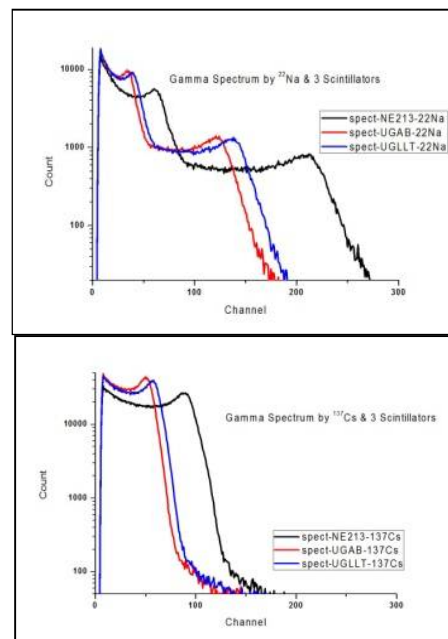 Gamma Spectrum by ²²Na & 3 Scintillators
spect-NE213-22Na
spect-UGAB-22Na
spect-UGLLT-22Na
10000
1000
100
Count
0 100 200 300
Channel
Gamma Spectrum by ¹³⁷Cs & 3 Scintillators
spect-NE213-137Cs
spect-UGAB-137Cs
spect-UGLLT-137Cs
10000
1000
100
Count
0 100 200 300
Channel